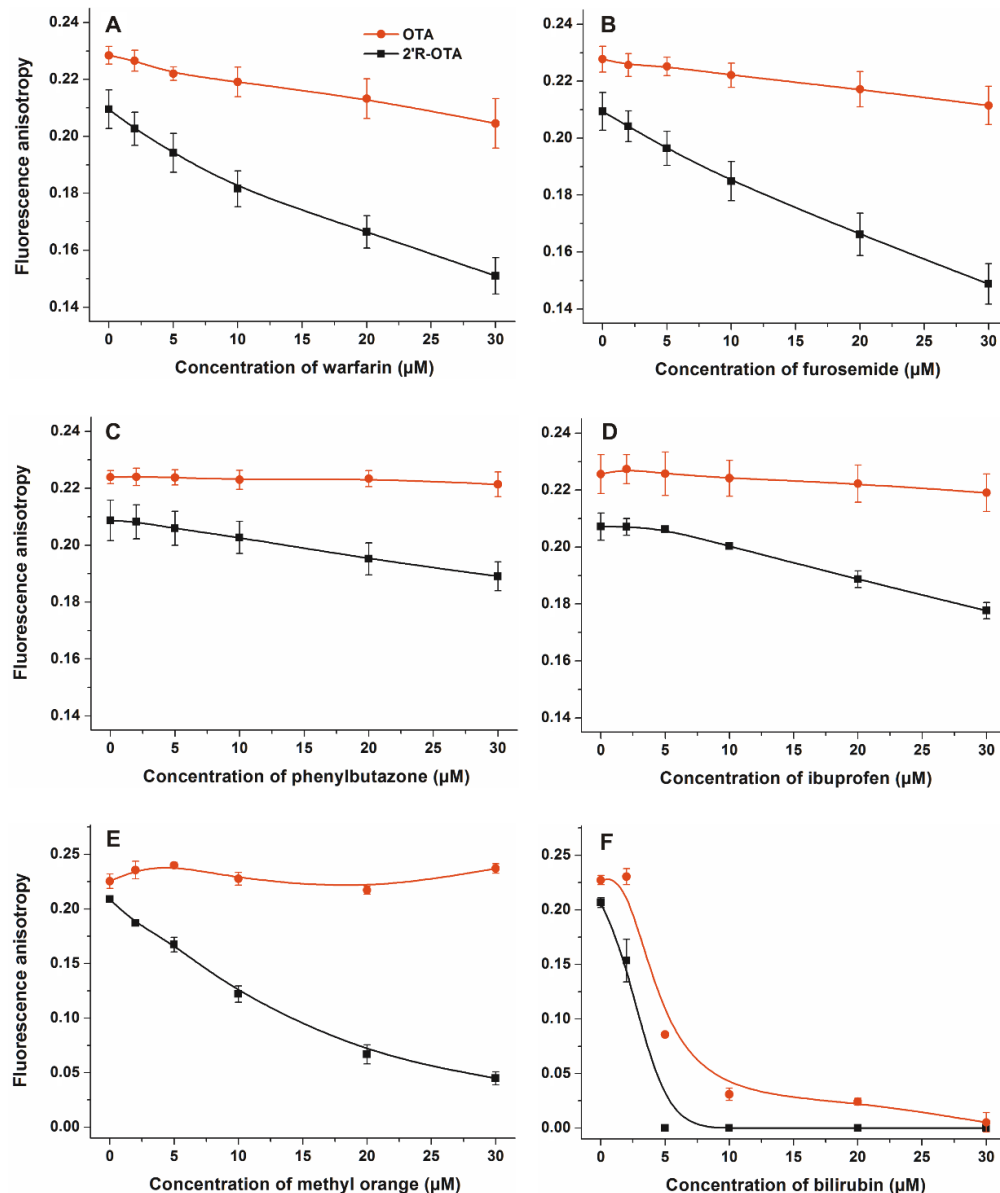 A
OTA
2'R-OTA
0.24
0.22
0.20
0.18
0.16
0.14
Fluorescence anisotropy
0 5 10 15 20 25 30
Concentration of warfarin (µM)
B
0.24
0.22
0.20
0.18
0.16
0.14
0 5 10 15 20 25 30
Concentration of furosemide (µM)
C
0.24
0.22
0.20
0.18
0.16
0.14
Fluorescence anisotropy
0 5 10 15 20 25 30
Concentration of phenylbutazone (µM)
D
0.24
0.22
0.20
0.18
0.16
0.14
0 5 10 15 20 25 30
Concentration of ibuprofen (µM)
E
0.25
0.20
0.15
0.10
0.05
0.00
Fluorescence anisotropy
0 5 10 15 20 25 30
Concentration of methyl orange (µM)
F
0.25
0.20
0.15
0.10
0.05
0.00
0 5 10 15 20 25 30
Concentration of bilirubin (µM)